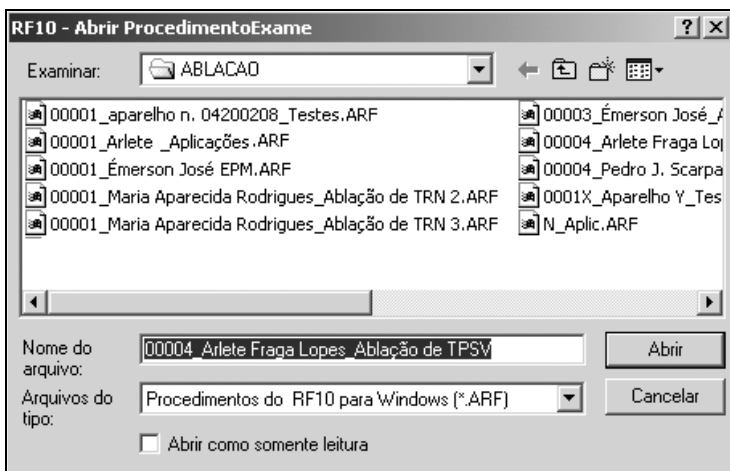 RF10 - Abrir ProcedimentoExame
Examinar: ABLACAO
00001_aparelho n. 04200208_Testes.ARF
00001_Arlete _Aplicações.ARF
00001_Émerson José EPM.ARF
00001_Maria Aparecida Rodrigues_Ablação de TRN 2.ARF
00001_Maria Aparecida Rodrigues_Ablação de TRN 3.ARF
00003_Émerson José_A
00004_Arlete Fraga Lo
00004_Pedro J. Scarpa
0001X_Aparelho Y_Tes
N_Aplic.ARF
Nome do arquivo: 00004_Arlete Fraga Lopes_Ablação de TPSV Abrir
Arquivos do tipo: Procedimentos do RF10 para Windows (*.ARF) Cancelar
Abrir como somente leitura